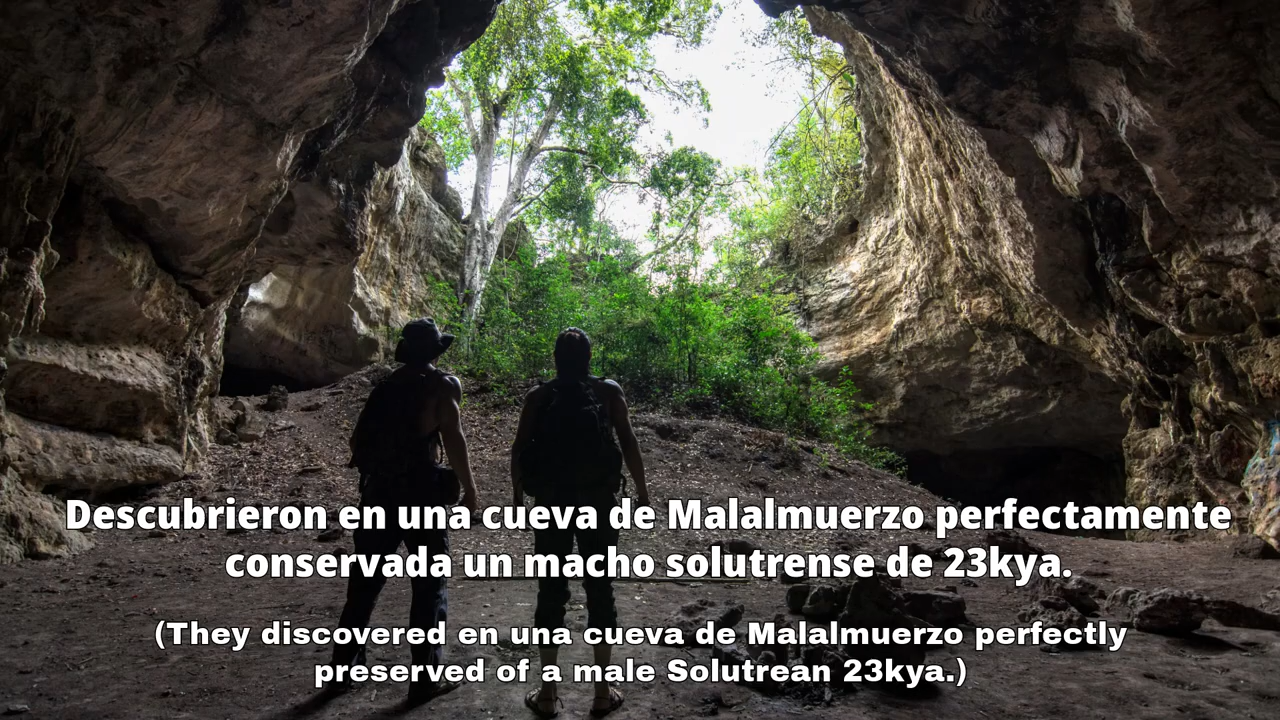 Descubrieron en una cueva de Malalmuerzo perfectamente
conservada un macho solutrense de 23kya.
(They discovered en una cueva de Malalmuerzo perfectly
preserved of a male Solutrean 23kya.)